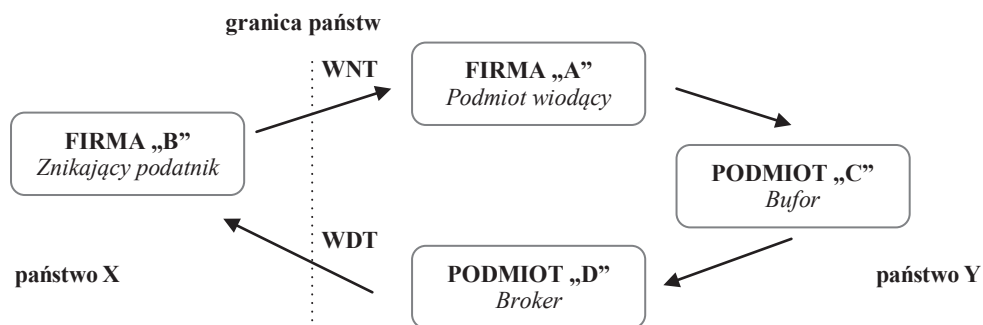 granica państw
WNT
FIRMA „A”
Podmiot wiodący
FIRMA „B”
Znikający podatnik
PODMIOT „C”
Bufor
WDT
państwo X
PODMIOT „D”
Broker
państwo Y